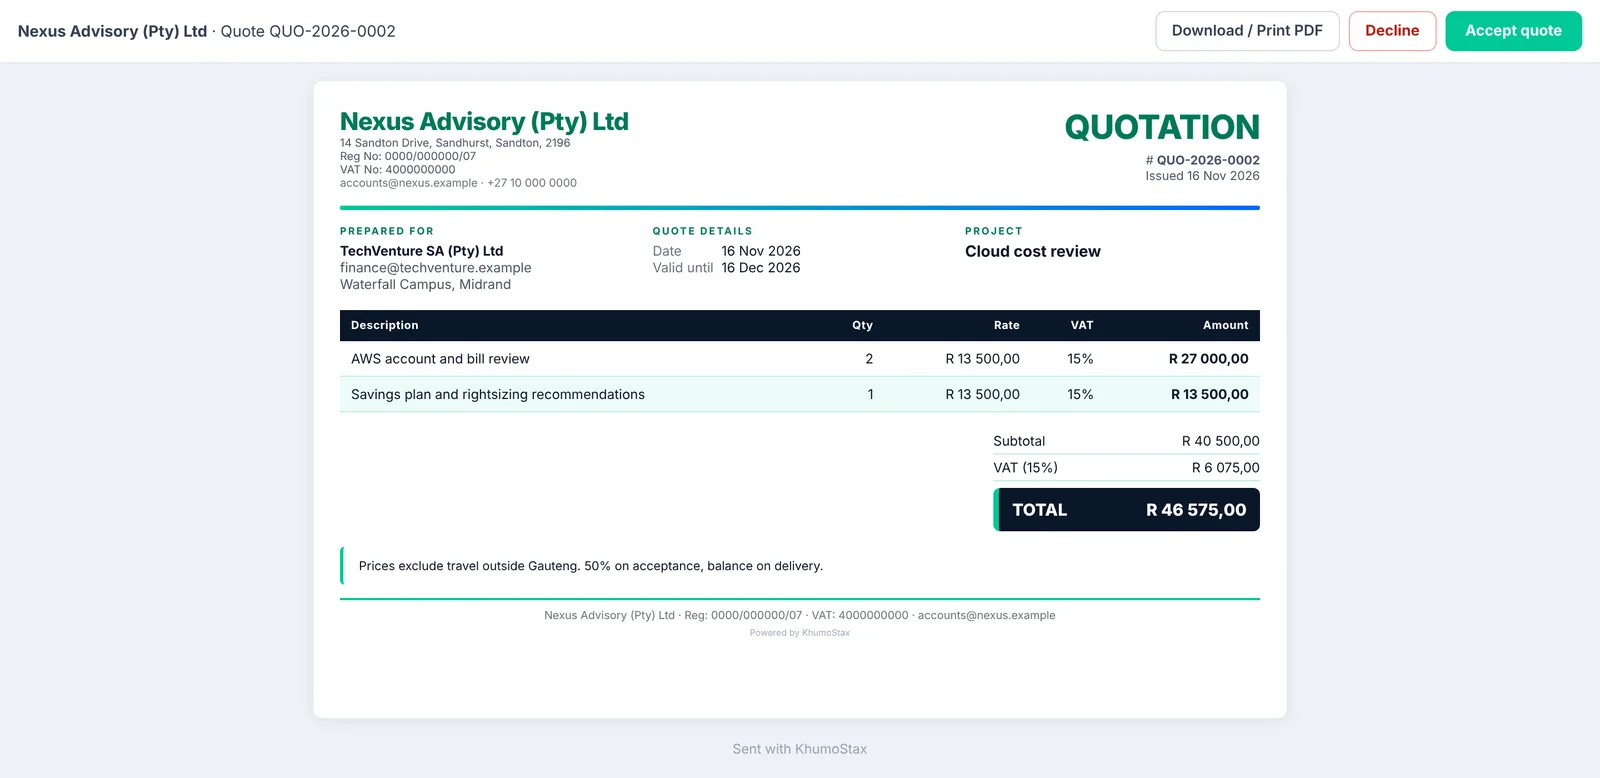 Nexus Advisory (Pty) Ltd · Quote QUO-2026-0002
Download / Print PDF
Decline
Accept quote
Nexus Advisory (Pty) Ltd
14 Sandton Drive, Sandhurst, Sandton, 2196
Reg No: 0000/000000/07
VAT No: 4000000000
accounts@nexus.example · +27 10 000 0000
QUOTATION
# QUO-2026-0002
Issued 16 Nov 2026
PREPARED FOR
TechVenture SA (Pty) Ltd
finance@techventure.example
Waterfall Campus, Midrand
QUOTE DETAILS
Date 16 Nov 2026
Valid until 16 Dec 2026
PROJECT
Cloud cost review
Description Qty Rate VAT Amount
AWS account and bill review 2 R 13 500,00 15% R 27 000,00
Savings plan and rightsizing recommendations 1 R 13 500,00 15% R 13 500,00
Subtotal R 40 500,00
VAT (15%) R 6 075,00
TOTAL R 46 575,00
Prices exclude travel outside Gauteng. 50% on acceptance, balance on delivery.
Nexus Advisory (Pty) Ltd · Reg: 0000/000000/07 · VAT: 4000000000 · accounts@nexus.example
Powered by KhumoStax
Sent with KhumoStax